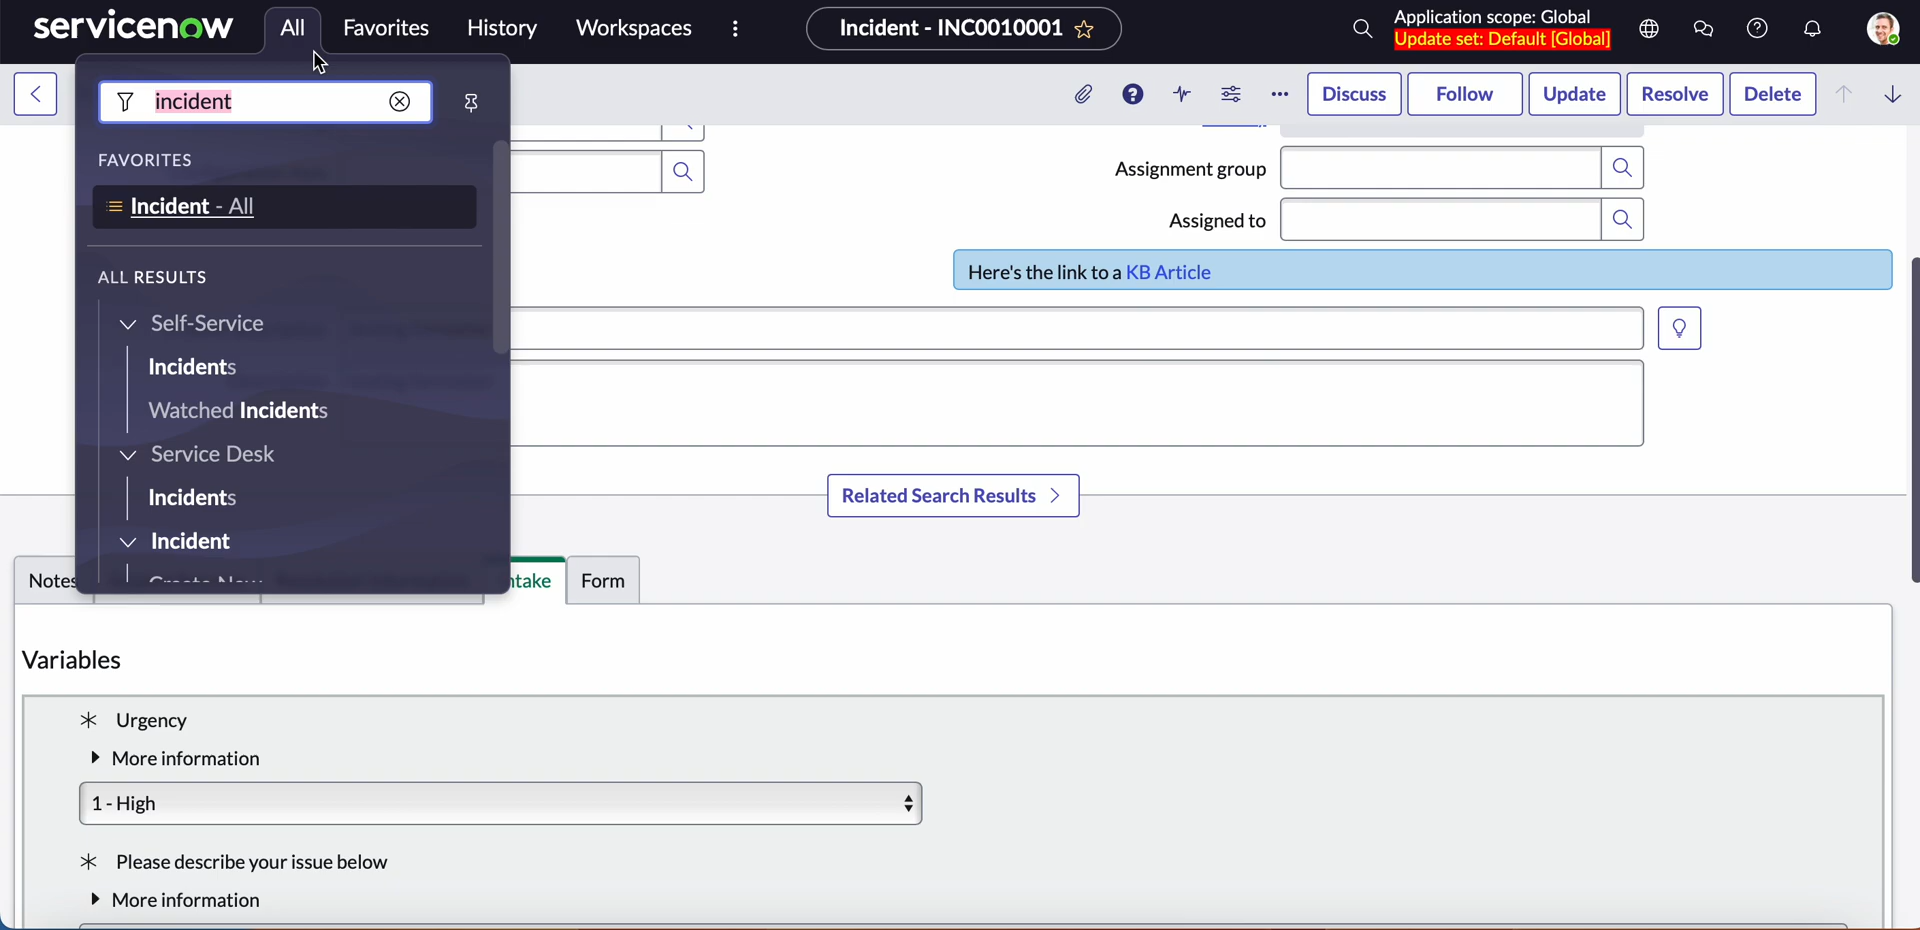 servicenow
All
Favorites
History
Workspaces
Incident - INC0010001
Application scope: Global
Update set: Default [Global]
incident
Discuss
Follow
Update
Resolve
Delete
FAVORITES
Incident - All
ALL RESULTS
Self-Service
Incidents
Watched Incidents
Service Desk
Incidents
Incident
Assignment group
Assigned to
Here's the link to a KB Article
Related Search Results
Notes
ntake
Form
Variables
Urgency
More information
1 - High
Please describe your issue below
More information